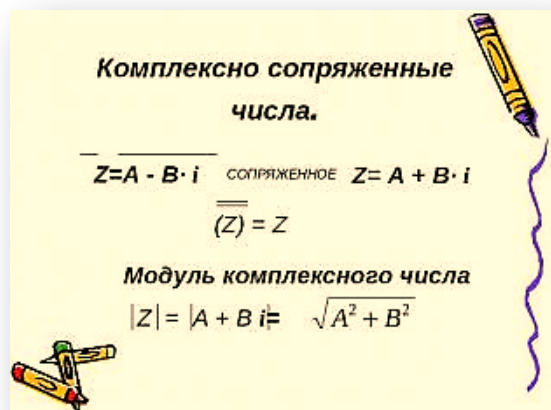 Комплексно сопряженные
числа.
Z̅=A - B· i СОПРЯЖЕННОЕ Z= A + B· i
(Z̿) = Z
Модуль комплексного числа
|Z| = |A + B i|= √A² + B²